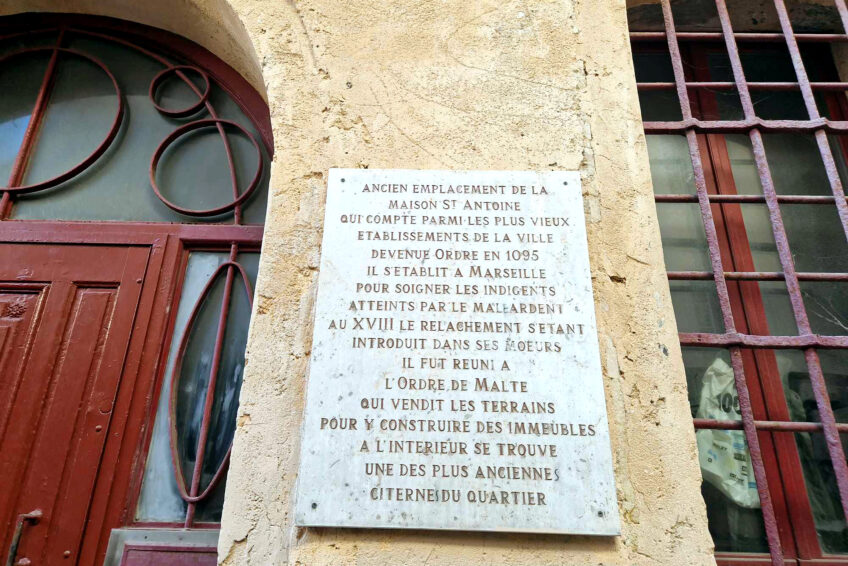 ANCIEN EMPLACEMENT DE LA
MAISON ST ANTOINE
QUI COMPTE PARMI LES PLUS VIEUX
ETABLISSEMENTS DE LA VILLE
DEVENUE ORDRE EN 1095
IL S'ETABLIT A MARSEILLE
POUR SOIGNER LES INDIGENTS
ATTEINTS PAR LE MAL ARDENT
AU XVIII LE RELACHEMENT S'ETANT
INTRODUIT DANS SES MOEURS
IL FUT REUNI A
L'ORDRE DE MALTE
QUI VENDIT LES TERRAINS
POUR Y CONSTRUIRE DES IMMEUBLES
A L'INTERIEUR SE TROUVE
UNE DES PLUS ANCIENNES
CITERNE DU QUARTIER